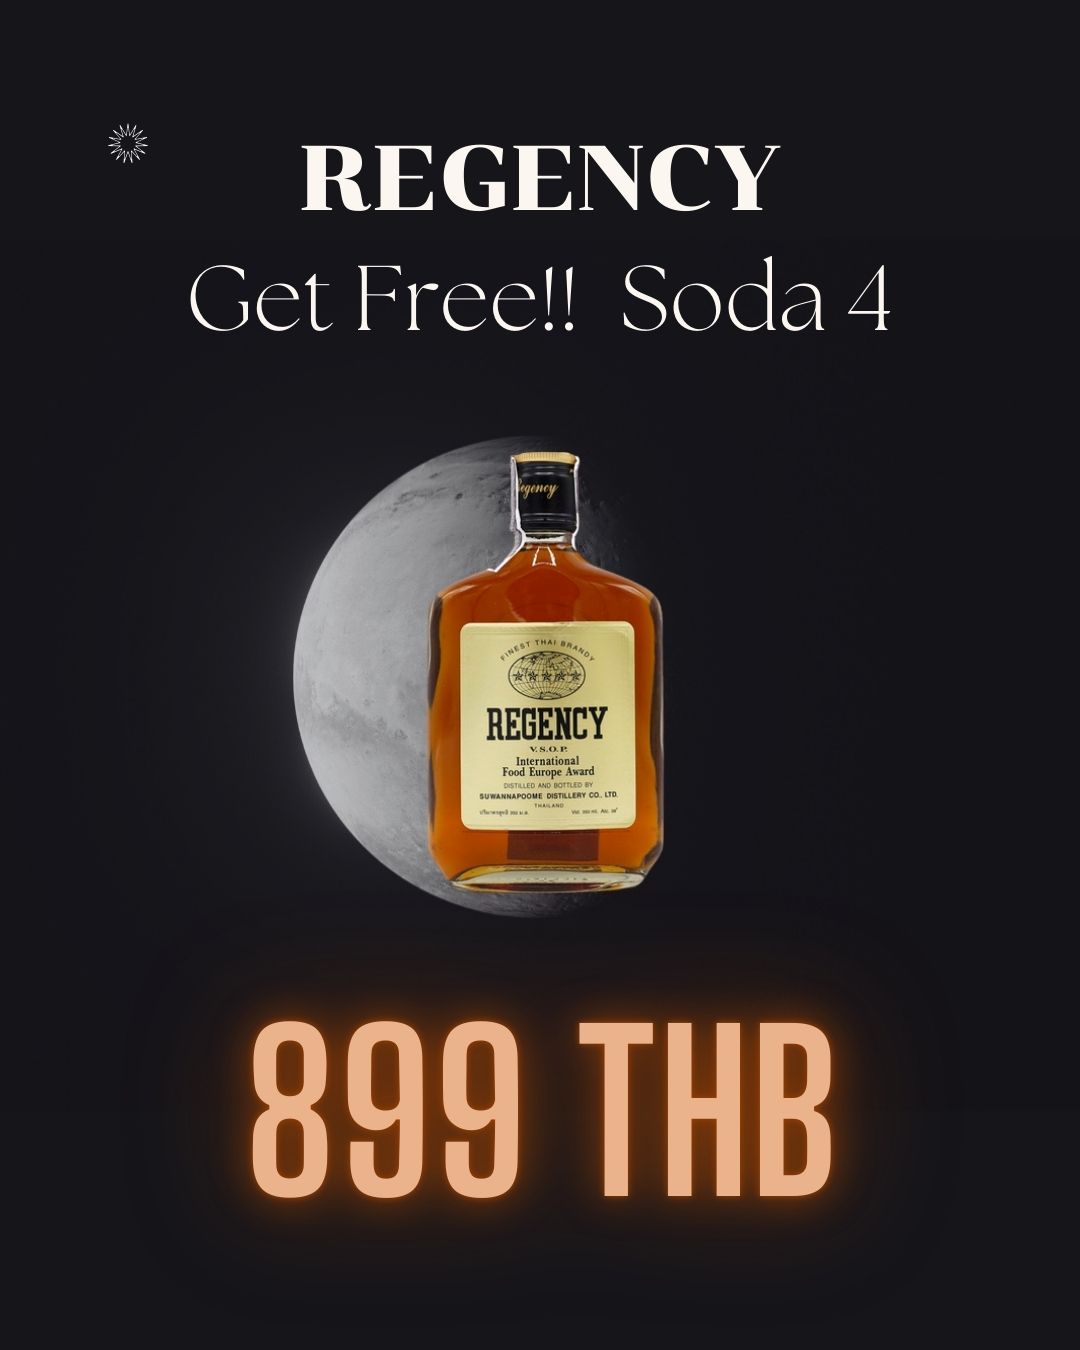 REGENCY
Get Free!! Soda 4
Regency
FINEST THAI BRANDY
REGENCY
V.S.O.P.
International
Food Europe Award
DISTILLED AND BOTTLED BY
SUWANNAPOOME DISTILLERY CO., LTD.
THAILAND
899 THB